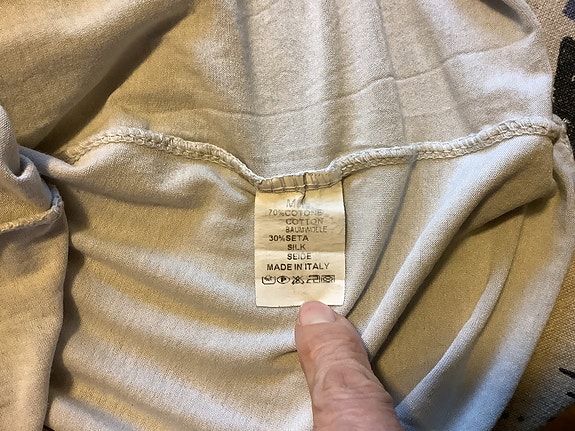 70%COTONE
COTTON
BAUMWOLLE
30%SETA
SILK
SEIDE
MADE IN ITALY